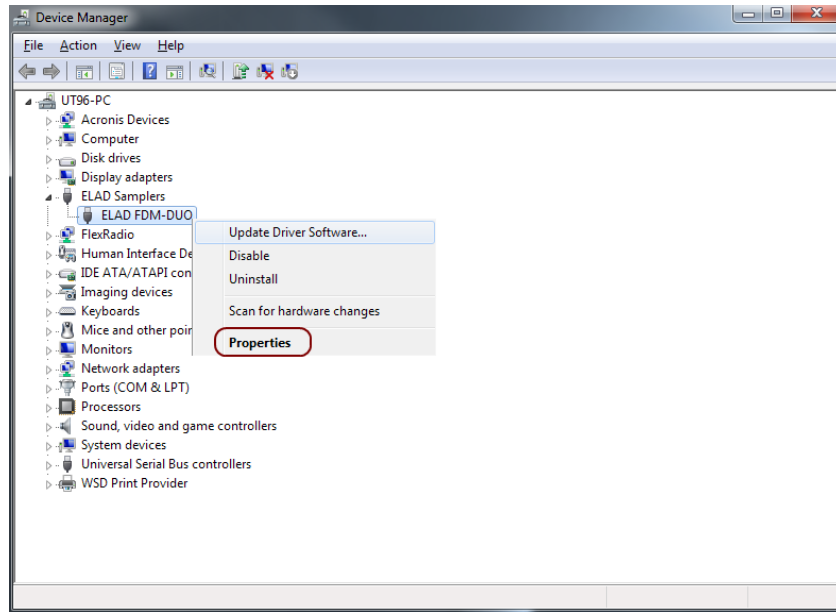 Device Manager
File Action View Help
UT96-PC
Acronis Devices
Computer
Disk drives
Display adapters
ELAD Samplers
ELAD FDM-DUO
Update Driver Software...
FlexRadio
Disable
Human Interface De
Uninstall
IDE ATA/ATAPI con
Imaging devices
Scan for hardware changes
Keyboards
Mice and other poin
Properties
Monitors
Network adapters
Ports (COM & LPT)
Processors
Sound, video and game controllers
System devices
Universal Serial Bus controllers
WSD Print Provider